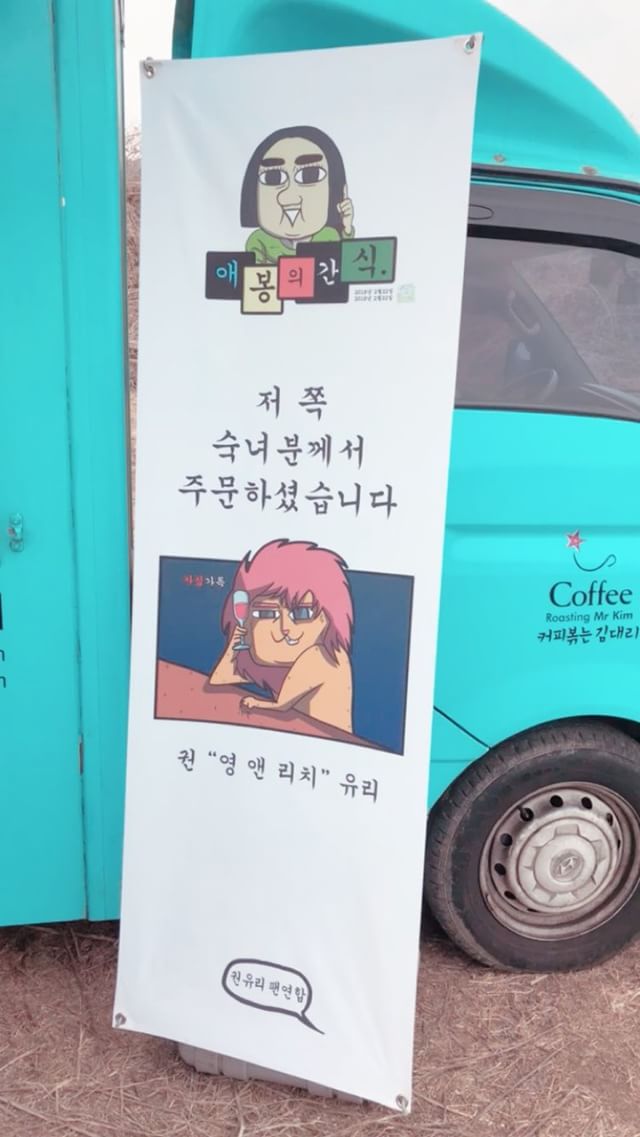 애봉의간식.
저 쪽
숙녀분께서
주문하셨습니다
사심가득
권 “영 앤 리치” 유리
권유리 팬연합
Coffee
Roasting Mr Kim
커피볶는 김대리